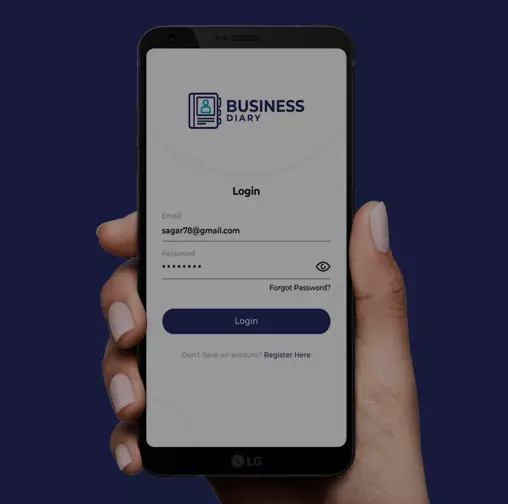 BUSINESS
DIARY
Login
Email
sagar78@gmail.com
Password
••••••••
Forgot Password?
Login
Don't have an account? Register Here
LG